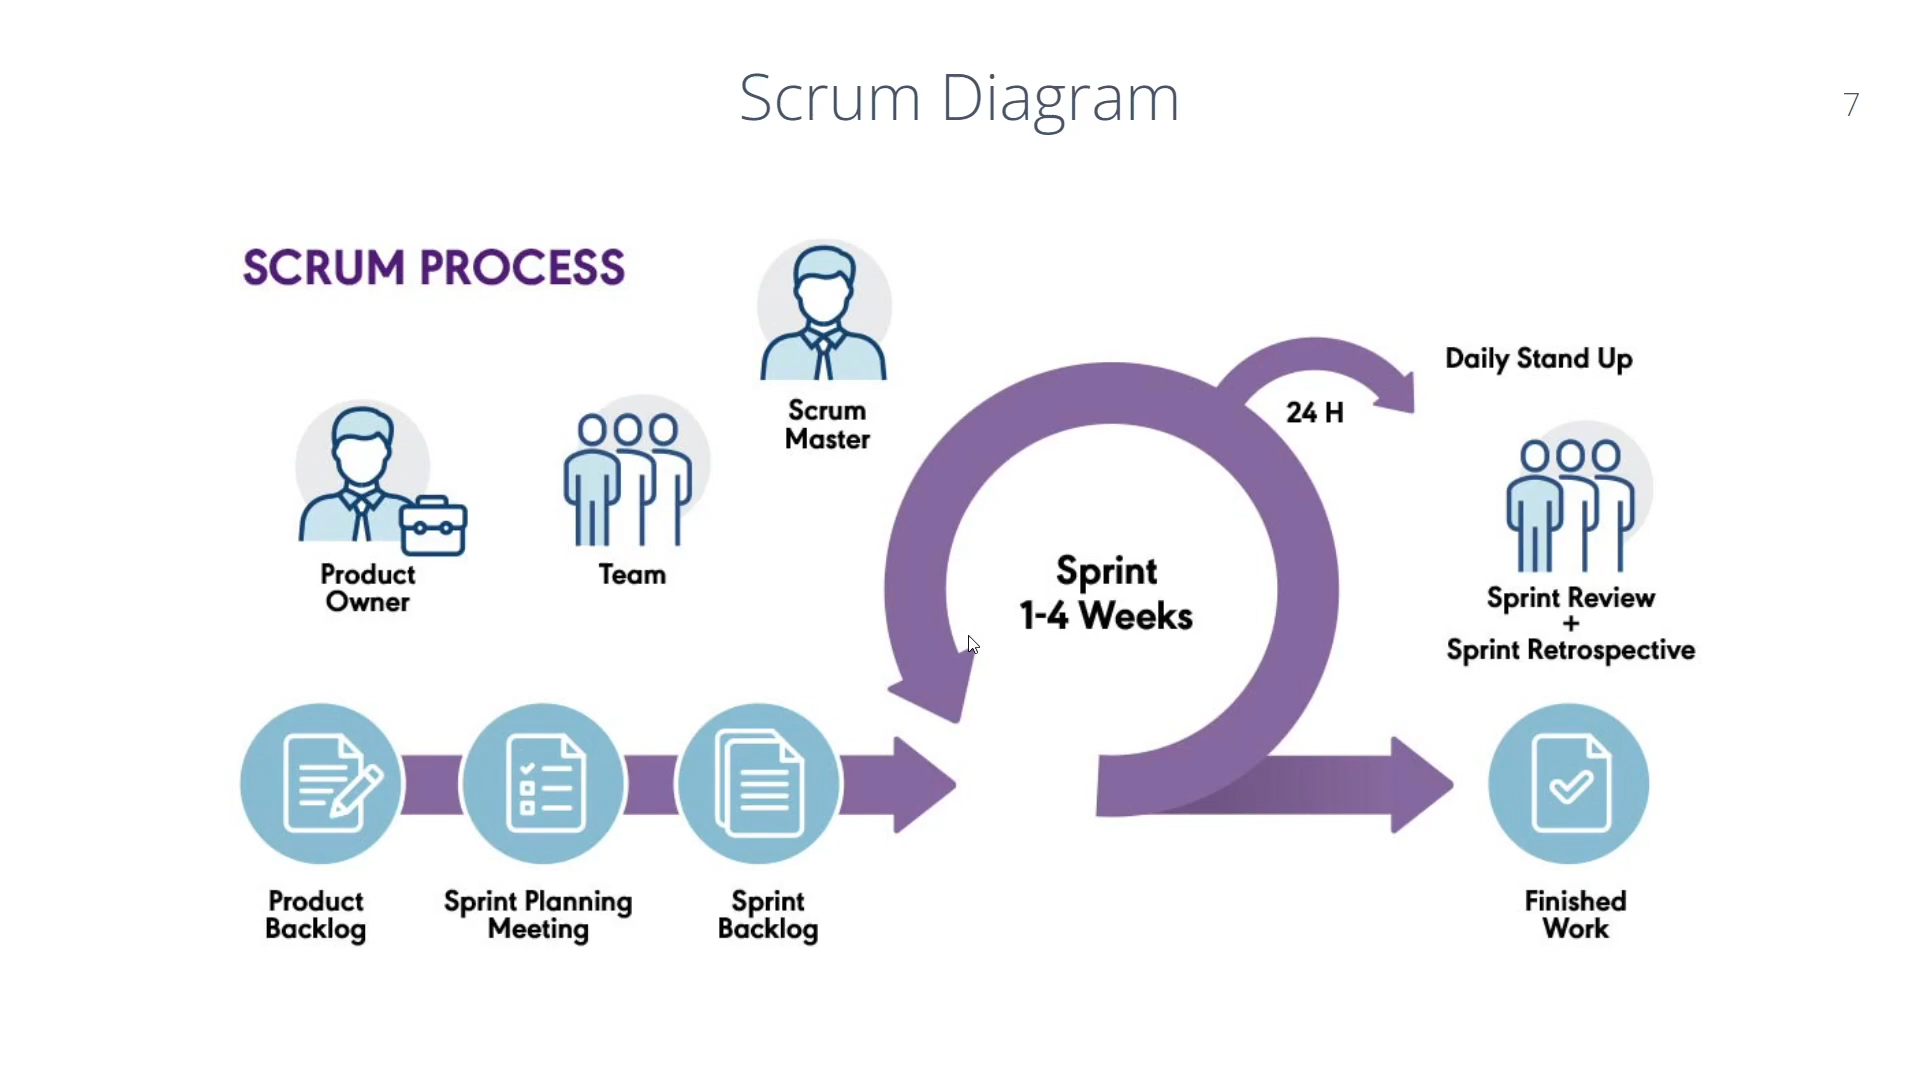 Scrum Diagram
7
SCRUM PROCESS
Scrum
Master
Product
Owner
Team
Daily Stand Up
24 H
Sprint
1-4 Weeks
Sprint Review
+
Sprint Retrospective
Product
Backlog
Sprint Planning
Meeting
Sprint
Backlog
Finished
Work